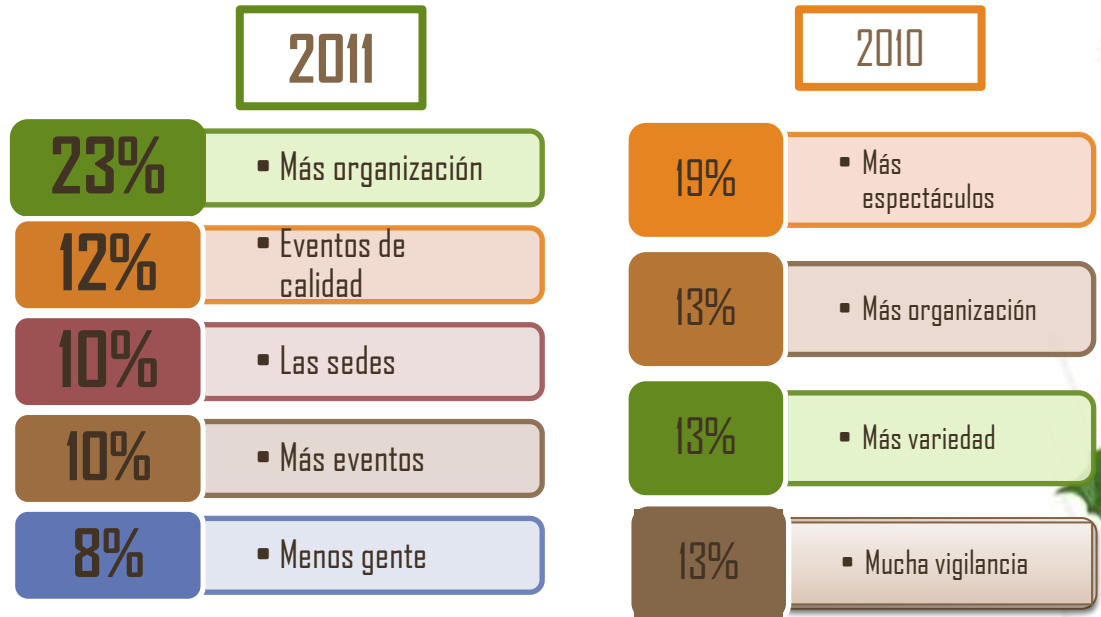 2011
23%
▪ Más organización
12%
▪ Eventos de
calidad
10%
▪ Las sedes
10%
▪ Más eventos
8%
▪ Menos gente
2010
19%
▪ Más
espectáculos
13%
▪ Más organización
13%
▪ Más variedad
13%
▪ Mucha vigilancia